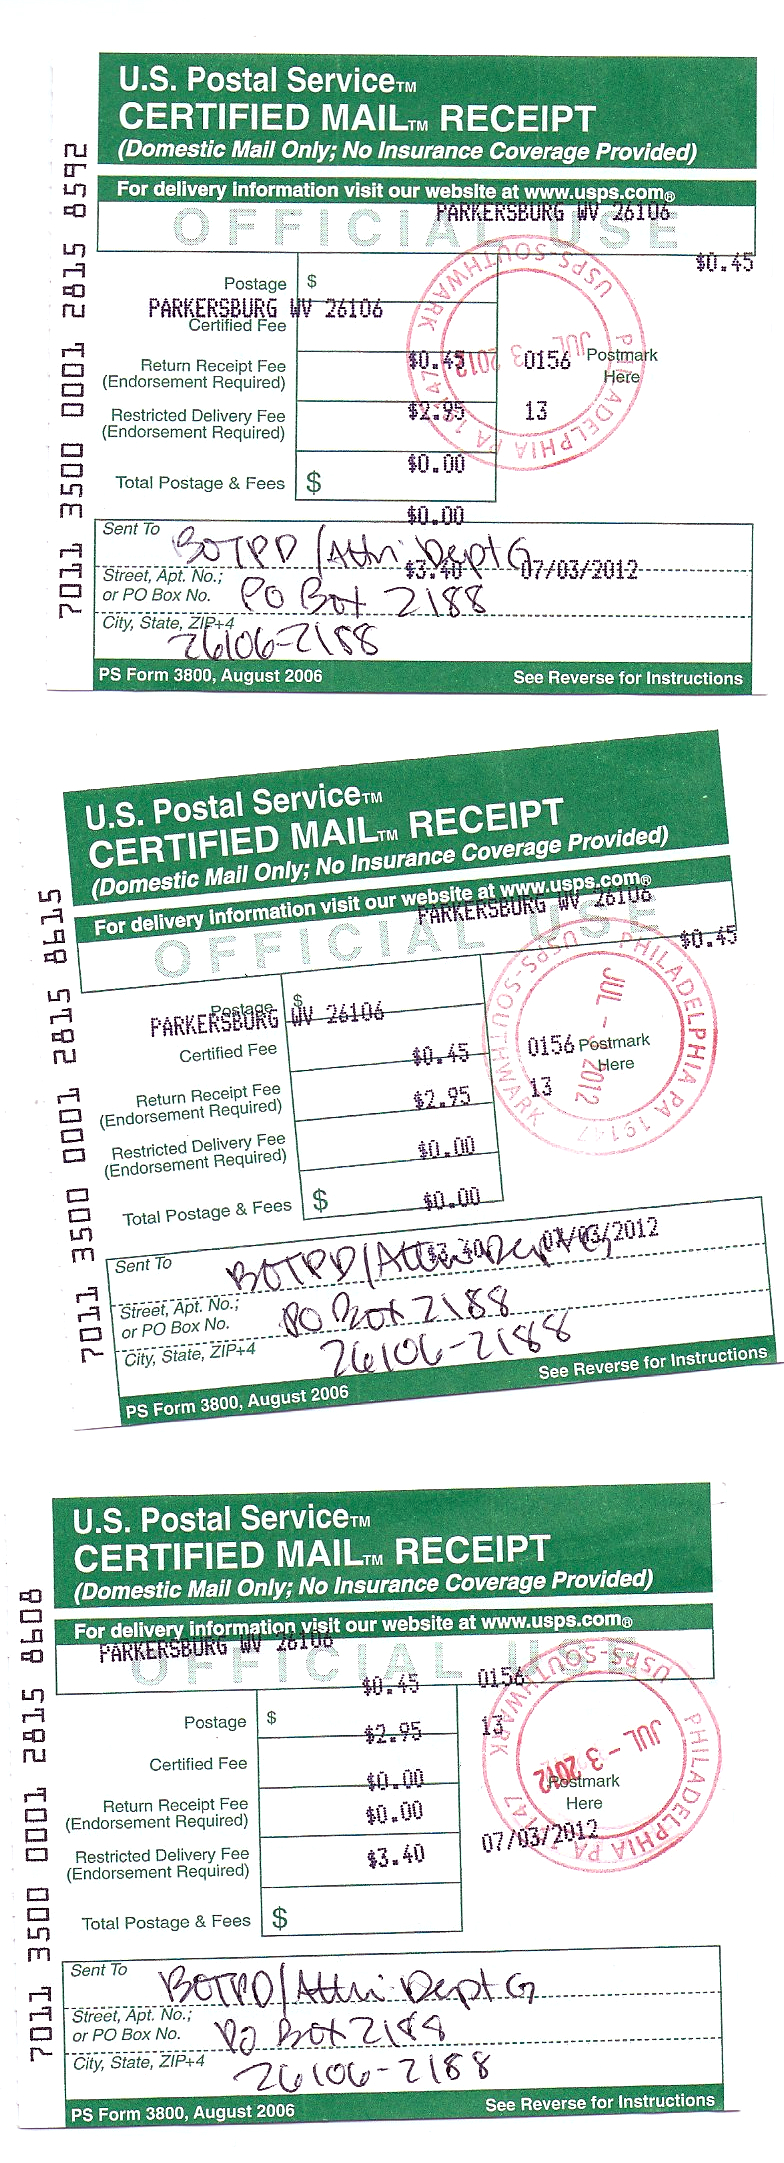 U.S. Postal Service™
CERTIFIED MAIL™ RECEIPT
(Domestic Mail Only; No Insurance Coverage Provided)
For delivery information visit our website at www.usps.com®
PARKERSBURG WV 26106
OFFICIAL USE
$0.45
Postage $
PARKERSBURG WV 26106
Certified Fee
Return Receipt Fee
(Endorsement Required)
$0.45 0156 Postmark
Here
Restricted Delivery Fee
(Endorsement Required)
$2.95 13
$0.00
Total Postage & Fees $
$0.00
USPS-SOUTHWARK PHILADELPHIA PA 19147
JUL 3 2012
7011 3500 0001 2815 8592
Sent To BOTPD/Attn: Dept G
$3.40 07/03/2012
Street, Apt. No.;
or PO Box No. PO Box 2188
City, State, ZIP+4 26106-2188
PS Form 3800, August 2006 See Reverse for Instructions
U.S. Postal Service™
CERTIFIED MAIL™ RECEIPT
(Domestic Mail Only; No Insurance Coverage Provided)
For delivery information visit our website at www.usps.com®
PARKERSBURG WV 26106
OFFICIAL USE
$0.45
Postage $
PARKERSBURG WV 26106
Certified Fee
$0.45 0156 Postmark
Here
Return Receipt Fee
(Endorsement Required)
$2.95 13
Restricted Delivery Fee
(Endorsement Required)
$0.00
Total Postage & Fees $
$0.00
USPS-SOUTHWARK PHILADELPHIA PA 19147
JUL - 3 2012
7011 3500 0001 2815 8615
Sent To BOTPD/Attn: Dept G
$3.40 07/03/2012
Street, Apt. No.;
or PO Box No. PO Box 2188
City, State, ZIP+4 26106-2188
PS Form 3800, August 2006 See Reverse for Instructions
U.S. Postal Service™
CERTIFIED MAIL™ RECEIPT
(Domestic Mail Only; No Insurance Coverage Provided)
For delivery information visit our website at www.usps.com®
PARKERSBURG WV 26106
OFFICIAL USE
$0.45 0156
Postage $
$2.95 13
Certified Fee
$0.00 Postmark
Here
Return Receipt Fee
(Endorsement Required)
$0.00
07/03/2012
Restricted Delivery Fee
(Endorsement Required)
$3.40
Total Postage & Fees $
USPS-SOUTHWARK PHILADELPHIA PA 19147
JUL - 3 2012
7011 3500 0001 2815 8608
Sent To BOTPD/Attn: Dept G
Street, Apt. No.;
or PO Box No. PO Box 2188
City, State, ZIP+4 26106-2188
PS Form 3800, August 2006 See Reverse for Instructions